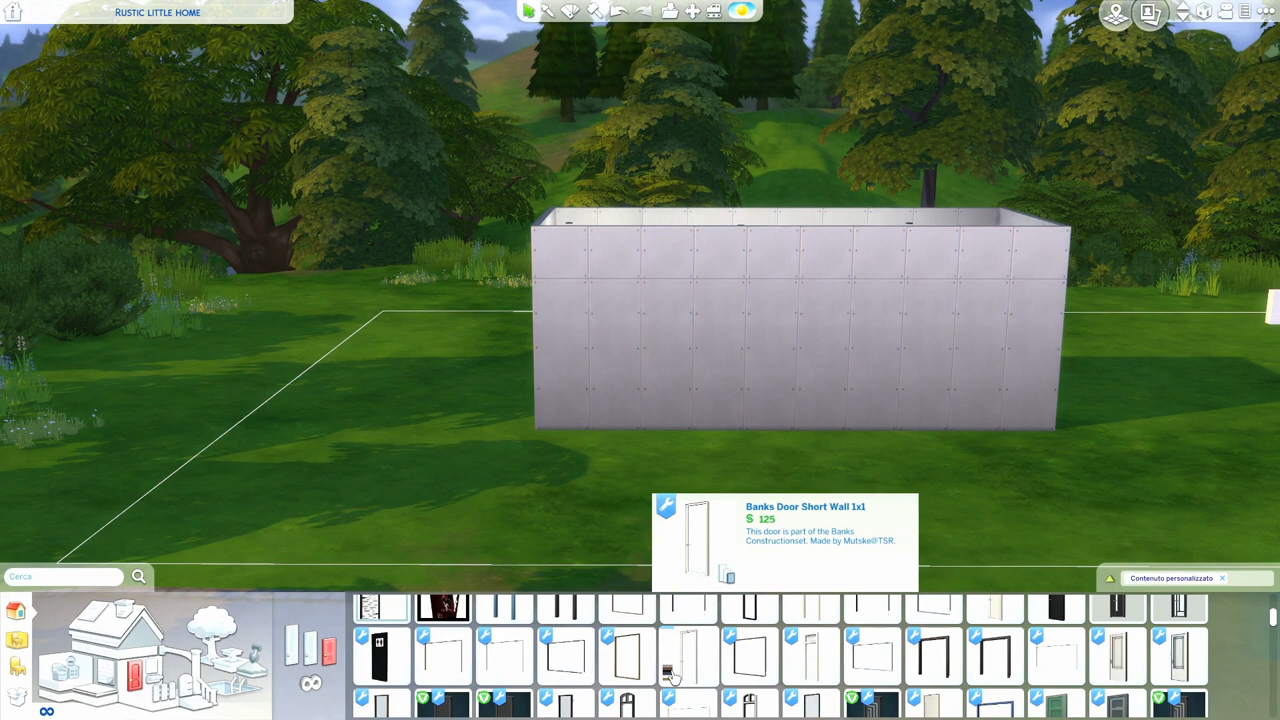 RUSTIC LITTLE HOME
Banks Door Short Wall 1x1
$ 125
This door is part of the Banks
Constructionset. Made by Mutske@TSR.
Cerca
Contenuto personalizzato